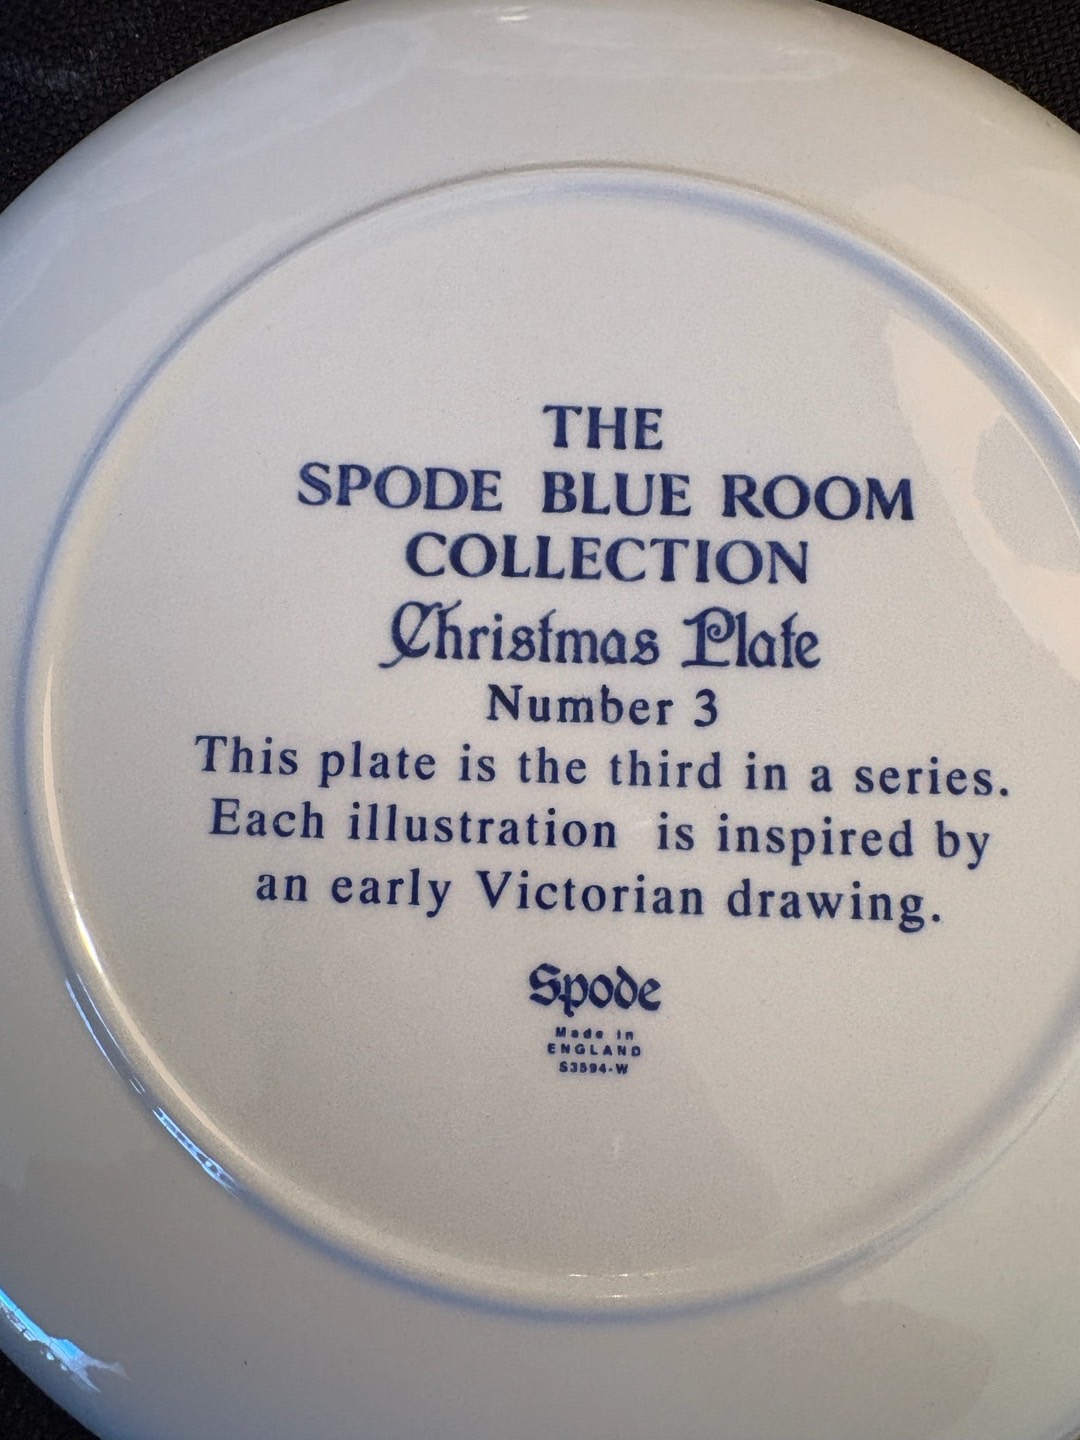 THE
SPODE BLUE ROOM
COLLECTION
Christmas Plate
Number 3
This plate is the third in a series.
Each illustration is inspired by
an early Victorian drawing.
Spode
Made in
ENGLAND
S3594-W